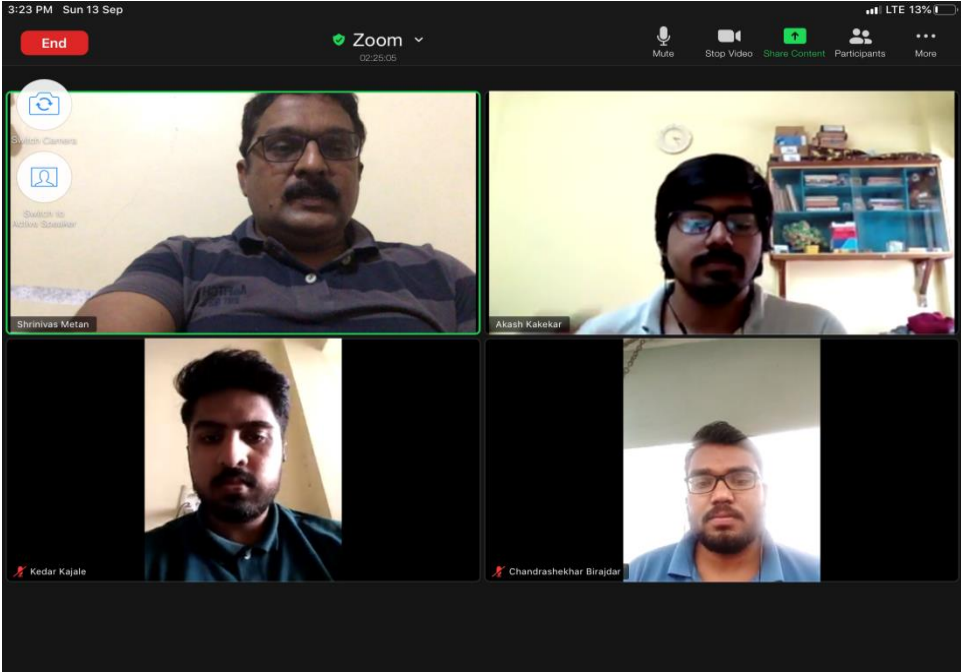 3:23 PM Sun 13 Sep
LTE 13%
End
Zoom
02:25:05
Mute
Stop Video
Share Content
Participants
More
Switch Camera
Switch to
Active Speaker
Shrinivas Metan
Akash Kakekar
Kedar Kajale
Chandrashekhar Birajdar